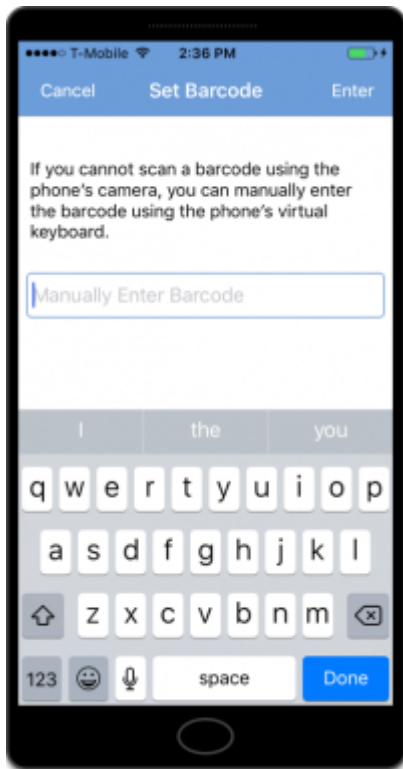 T-Mobile 2:36 PM
Cancel Set Barcode Enter
If you cannot scan a barcode using the
phone's camera, you can manually enter
the barcode using the phone's virtual
keyboard.
Manually Enter Barcode
I the you
q w e r t y u i o p
a s d f g h j k l
z x c v b n m
123 space Done